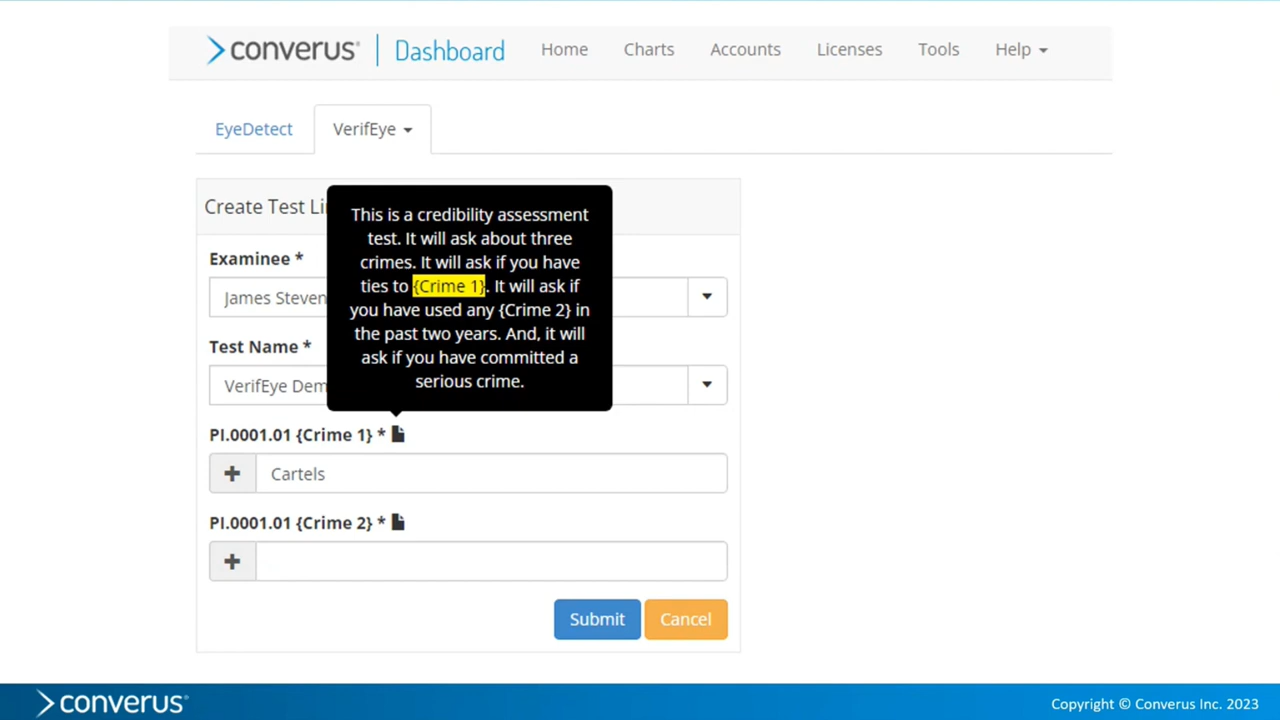 converus® Dashboard Home Charts Accounts Licenses Tools Help
EyeDetect VerifEye
Create Test Li
This is a credibility assessment
test. It will ask about three
crimes. It will ask if you have
ties to {Crime 1}. It will ask if
you have used any {Crime 2} in
the past two years. And, it will
ask if you have committed a
serious crime.
Examinee *
James Steven
Test Name *
VerifEye Dem
PI.0001.01 {Crime 1} *
Cartels
PI.0001.01 {Crime 2} *
Submit Cancel
converus® Copyright © Converus Inc. 2023